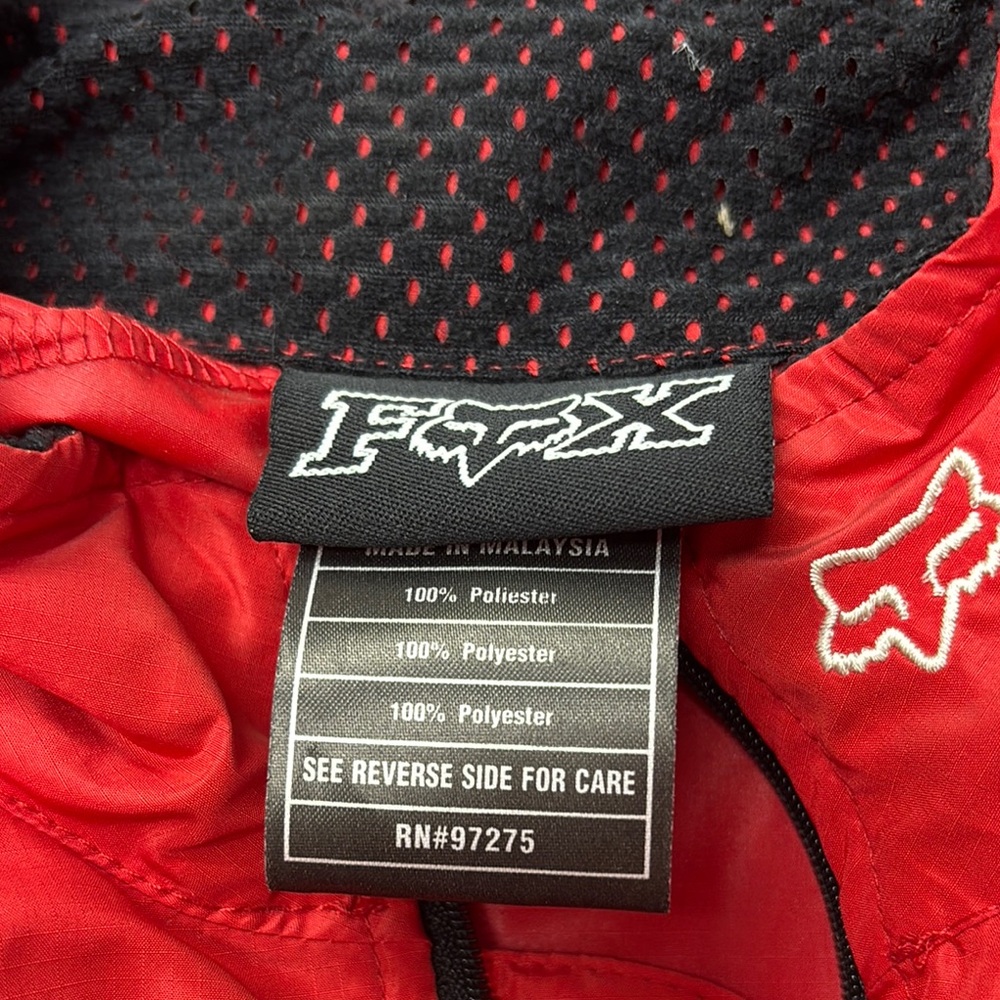 FOX
MADE IN MALAYSIA
100% Poliester
100% Polyester
100% Polyester
SEE REVERSE SIDE FOR CARE
RN#97275